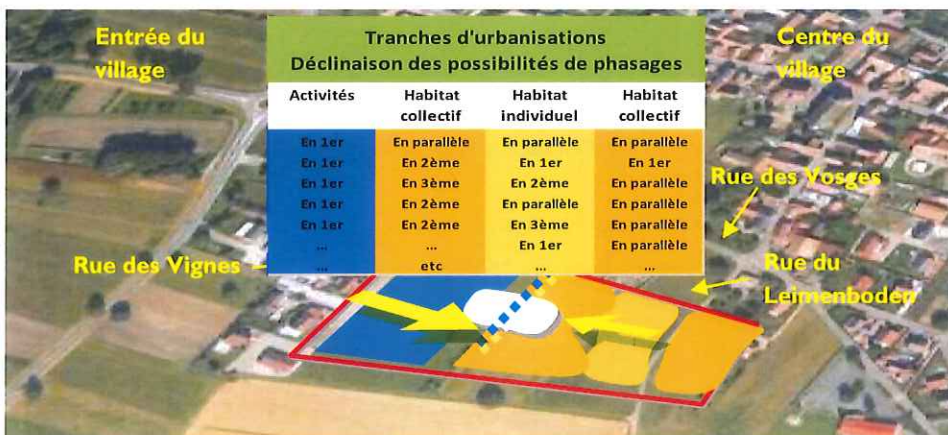 Entrée du
village
Tranches d'urbanisations
Déclinaison des possibilités de phasages
Centre du
village
Activités Habitat collectif Habitat individuel Habitat collectif
En 1er En parallèle En parallèle En parallèle
En 1er En 2ème En 1er En 1er
En 1er En 3ème En 2ème En parallèle
En 1er En 2ème En parallèle En parallèle
En 1er En 2ème En 3ème En parallèle
... ... En 1er En parallèle
... etc ... ...
Rue des Vosges
Rue des Vignes
Rue du
Leimenboden